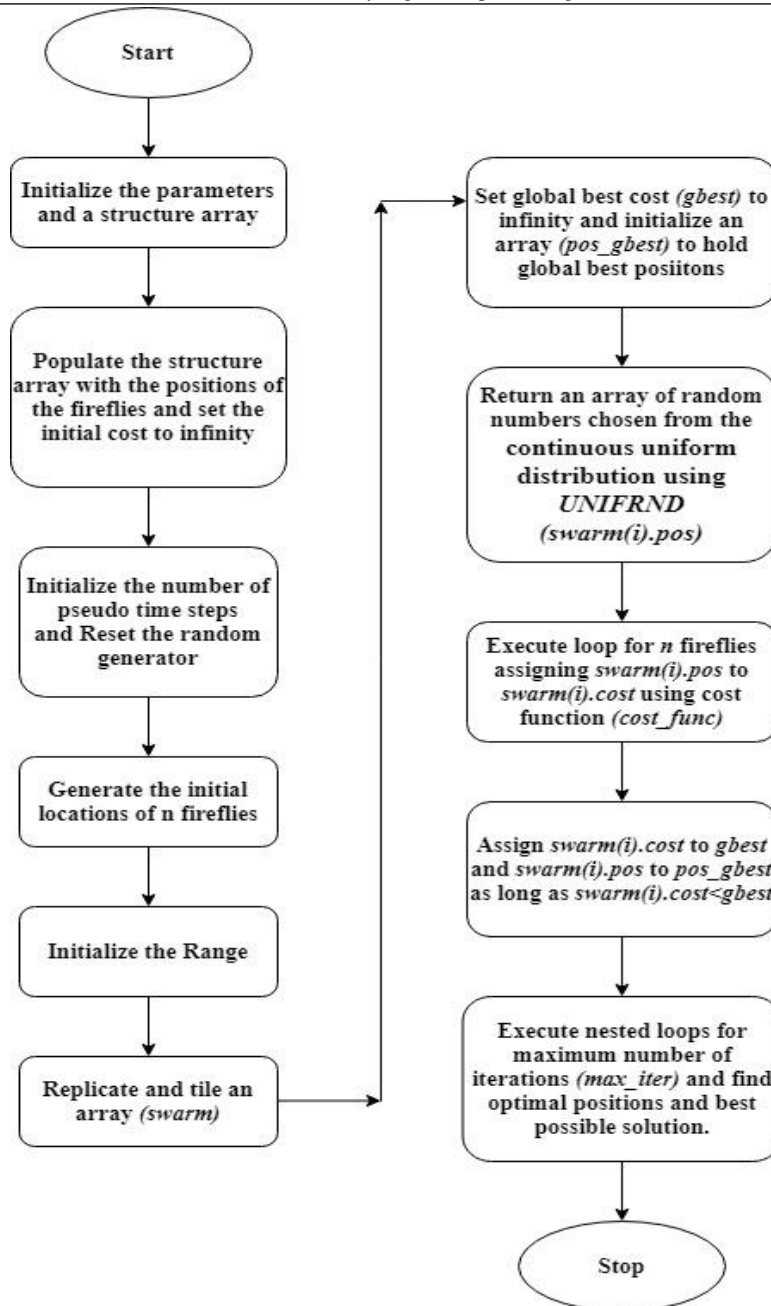 Start
Initialize the parameters
and a structure array
Populate the structure
array with the positions of
the fireflies and set the
initial cost to infinity
Initialize the number of
pseudo time steps
and Reset the random
generator
Generate the initial
locations of n fireflies
Initialize the Range
Replicate and tile an
array (swarm)
Set global best cost (gbest) to
infinity and initialize an
array (pos_gbest) to hold
global best posiitons
Return an array of random
numbers chosen from the
continuous uniform
distribution using
UNIFRND
(swarm(i).pos)
Execute loop for n fireflies
assigning swarm(i).pos to
swarm(i).cost using cost
function (cost_func)
Assign swarm(i).cost to gbest
and swarm(i).pos to pos_gbest
as long as swarm(i).cost<gbest
Execute nested loops for
maximum number of
iterations (max_iter) and find
optimal positions and best
possible solution.
Stop